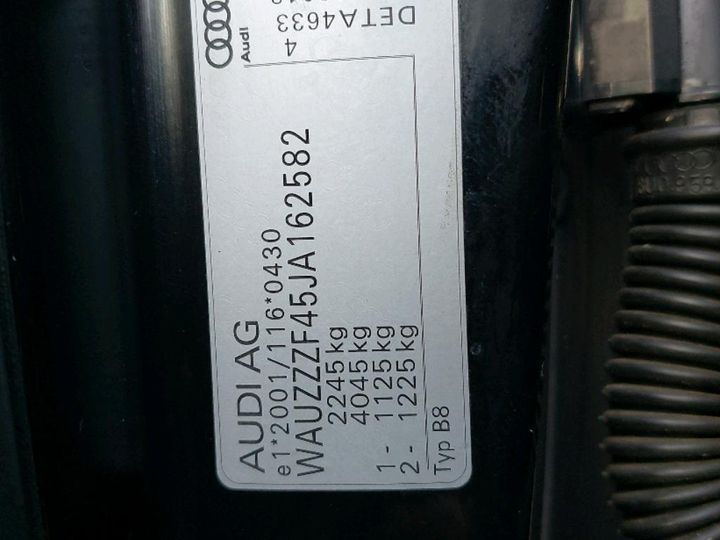 AUDI AG
e1*2001/116*0430
WAUZZZF45JA162582
2245 kg
4045 kg
1 - 1125 kg
2 - 1225 kg
Typ B8
Audi
DETA4633
4